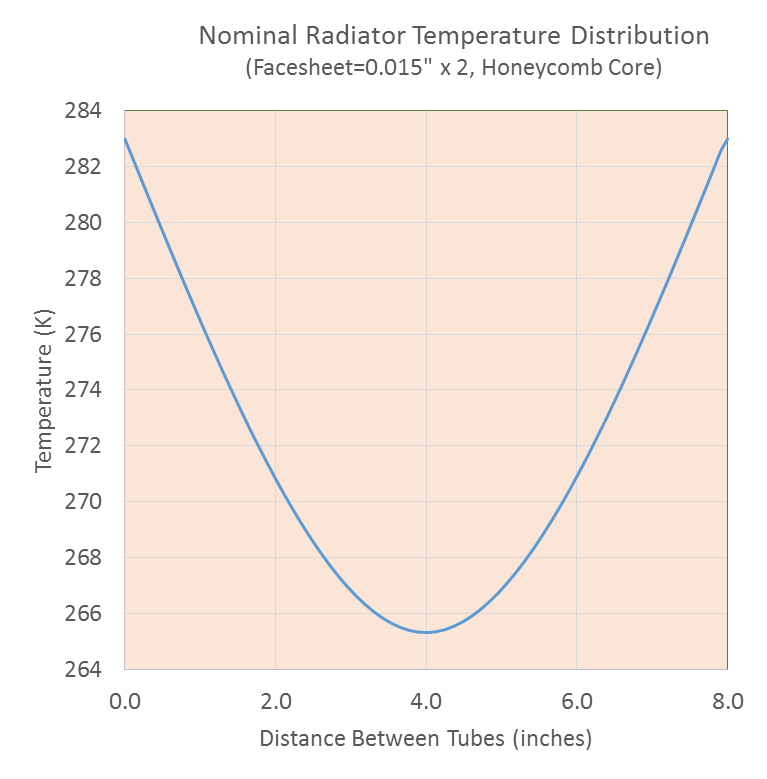 Nominal Radiator Temperature Distribution
(Facesheet=0.015" x 2, Honeycomb Core)
284
282
280
278
276
274
272
270
268
266
264
Temperature (K)
0.0 2.0 4.0 6.0 8.0
Distance Between Tubes (inches)